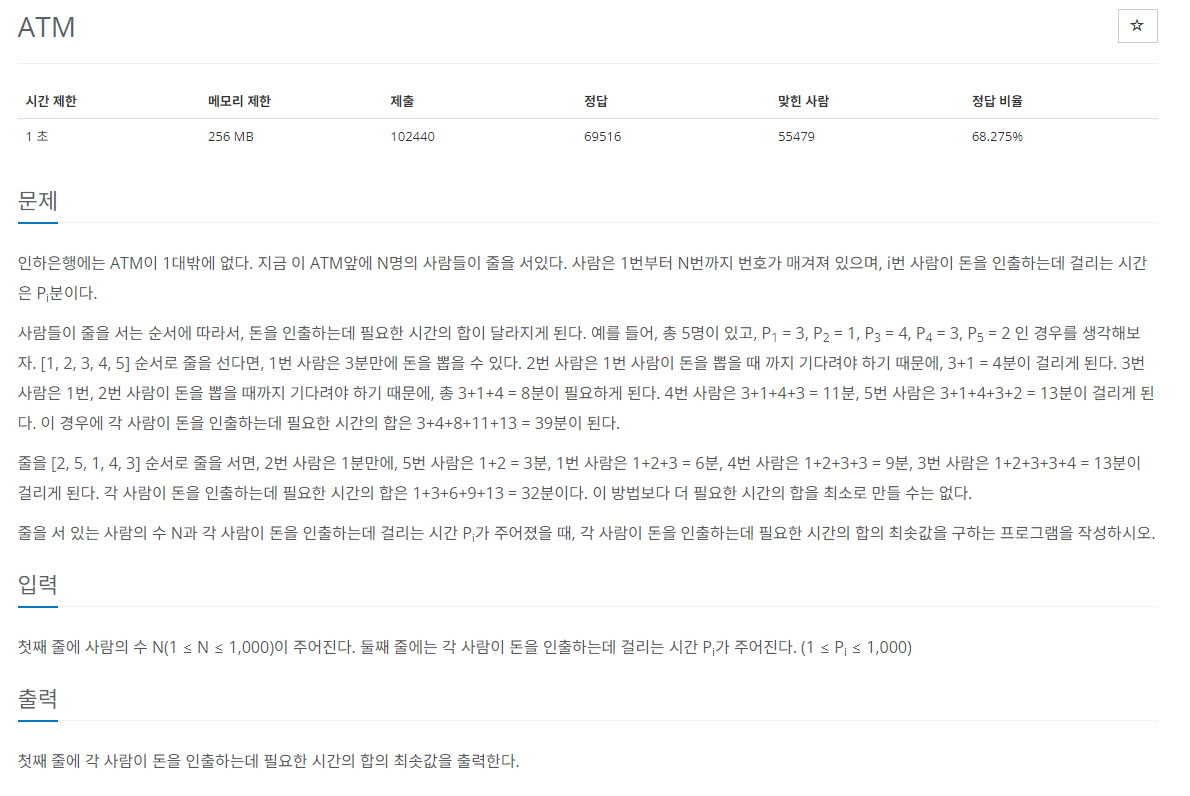 ATM
☆
시간 제한 메모리 제한 제출 정답 맞힌 사람 정답 비율
1 초 256 MB 102440 69516 55479 68.275%
문제
인하은행에는 ATM이 1대밖에 없다. 지금 이 ATM앞에 N명의 사람들이 줄을 서있다. 사람은 1번부터 N번까지 번호가 매겨져 있으며, i번 사람이 돈을 인출하는데 걸리는 시간
은 Pi분이다.
사람들이 줄을 서는 순서에 따라서, 돈을 인출하는데 필요한 시간의 합이 달라지게 된다. 예를 들어, 총 5명이 있고, P1 = 3, P2 = 1, P3 = 4, P4 = 3, P5 = 2 인 경우를 생각해보
자. [1, 2, 3, 4, 5] 순서로 줄을 선다면, 1번 사람은 3분만에 돈을 뽑을 수 있다. 2번 사람은 1번 사람이 돈을 뽑을 때 까지 기다려야 하기 때문에, 3+1 = 4분이 걸리게 된다. 3번
사람은 1번, 2번 사람이 돈을 뽑을 때까지 기다려야 하기 때문에, 총 3+1+4 = 8분이 필요하게 된다. 4번 사람은 3+1+4+3 = 11분, 5번 사람은 3+1+4+3+2 = 13분이 걸리게 된
다. 이 경우에 각 사람이 돈을 인출하는데 필요한 시간의 합은 3+4+8+11+13 = 39분이 된다.
줄을 [2, 5, 1, 4, 3] 순서로 줄을 서면, 2번 사람은 1분만에, 5번 사람은 1+2 = 3분, 1번 사람은 1+2+3 = 6분, 4번 사람은 1+2+3+3 = 9분, 3번 사람은 1+2+3+3+4 = 13분이
걸리게 된다. 각 사람이 돈을 인출하는데 필요한 시간의 합은 1+3+6+9+13 = 32분이다. 이 방법보다 더 필요한 시간의 합을 최소로 만들 수는 없다.
줄을 서 있는 사람의 수 N과 각 사람이 돈을 인출하는데 걸리는 시간 Pi가 주어졌을 때, 각 사람이 돈을 인출하는데 필요한 시간의 합의 최솟값을 구하는 프로그램을 작성하시오.
입력
첫째 줄에 사람의 수 N(1 ≤ N ≤ 1,000)이 주어진다. 둘째 줄에는 각 사람이 돈을 인출하는데 걸리는 시간 Pi가 주어진다. (1 ≤ Pi ≤ 1,000)
출력
첫째 줄에 각 사람이 돈을 인출하는데 필요한 시간의 합의 최솟값을 출력한다.